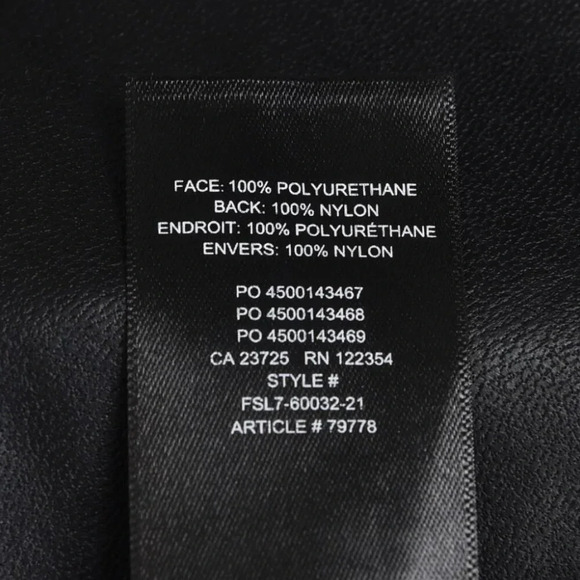 FACE: 100% POLYURETHANE
BACK: 100% NYLON
ENDROIT: 100% POLYURÉTHANE
ENVERS: 100% NYLON
PO 4500143467
PO 4500143468
PO 4500143469
CA 23725 RN 122354
STYLE #
FSL7-60032-21
ARTICLE # 79778